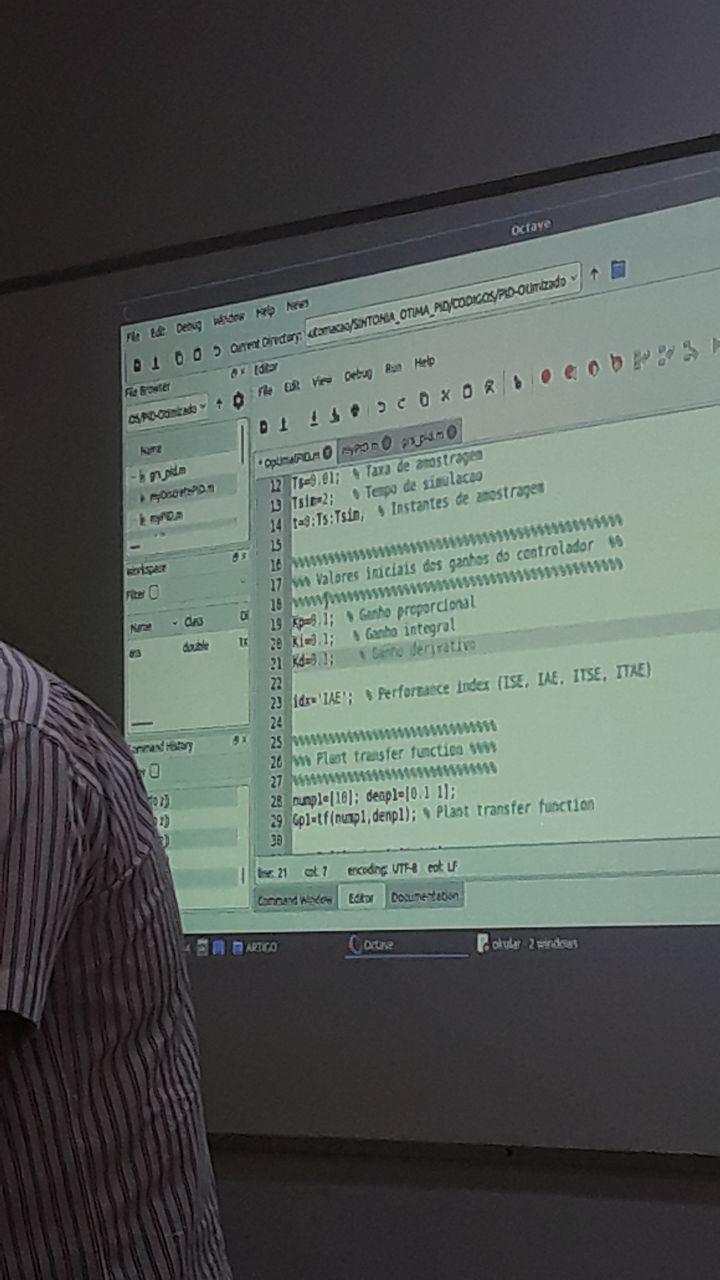 Octave
File Edit Debug Window Help News
Current Directory: utomacao/SINTONIA_OTIMA_PID/CODIGOS/PID-Otimizado
File Browser
OS/PID-Otimizado
Name
grs_pid.m
myDiscretePID.m
myPID.m
Workspace
Filter
Name Class Di
ans double
Command History
Editor
File Edit View Debug Run Help
* OptimalPID.m myPID.m grs_pid.m
12 Ts=0.01; % Taxa de amostragem
13 Tsim=2; % Tempo de simulacao
14 t=0:Ts:Tsim; % Instantes de amostragem
15
16
17 %%% Valores iniciais dos ganhos do controlador %%
18
19 Kp=0.1; % Ganho proporcional
20 Ki=0.1; % Ganho integral
21 Kd=0.1; % Ganho derivativo
22
23 idx='IAE'; % Performance index (ISE, IAE, ITSE, ITAE)
24
25
26 %%% Plant transfer function %%%%
27
28 nump1=[10]; denp1=[0.1 1];
29 Gp1=tf(nump1,denp1); % Plant transfer function
30
line: 21 col: 7 encoding: UTF-8 eol: LF
Command Window Editor Documentation
ARTIGO Octave okular 2 windows